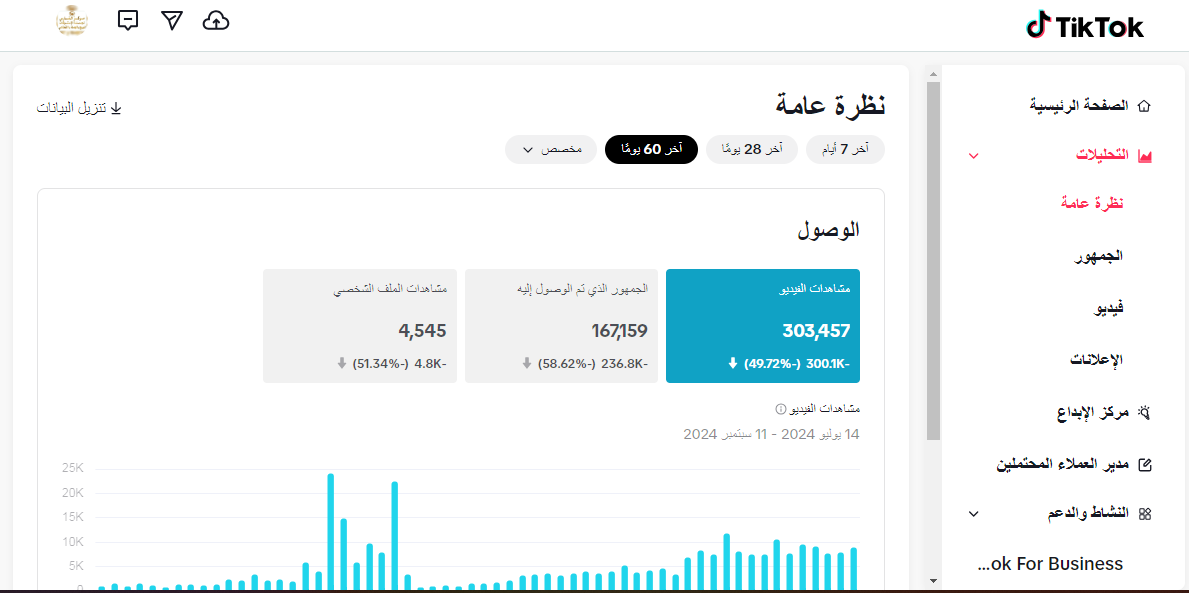 TikTok
الصفحة الرئيسية
التحليلات
نظرة عامة
الجمهور
فيديو
الإعلانات
مركز الإبداع
مدير العملاء المحتملين
النشاط والدعم
...ok For Business
نظرة عامة
تنزيل البيانات
آخر 7 أيام
آخر 28 يومًا
آخر 60 يومًا
مخصص
الوصول
مشاهدات الفيديو
303,457
-300.1K (-49.72%)
الجمهور الذي تم الوصول إليه
167,159
-236.8K (-58.62%)
مشاهدات الملف الشخصي
4,545
-4.8K (-51.34%)
مشاهدات الفيديو
14 يوليو 2024 - 11 سبتمبر 2024
25K
20K
15K
10K
5K
0